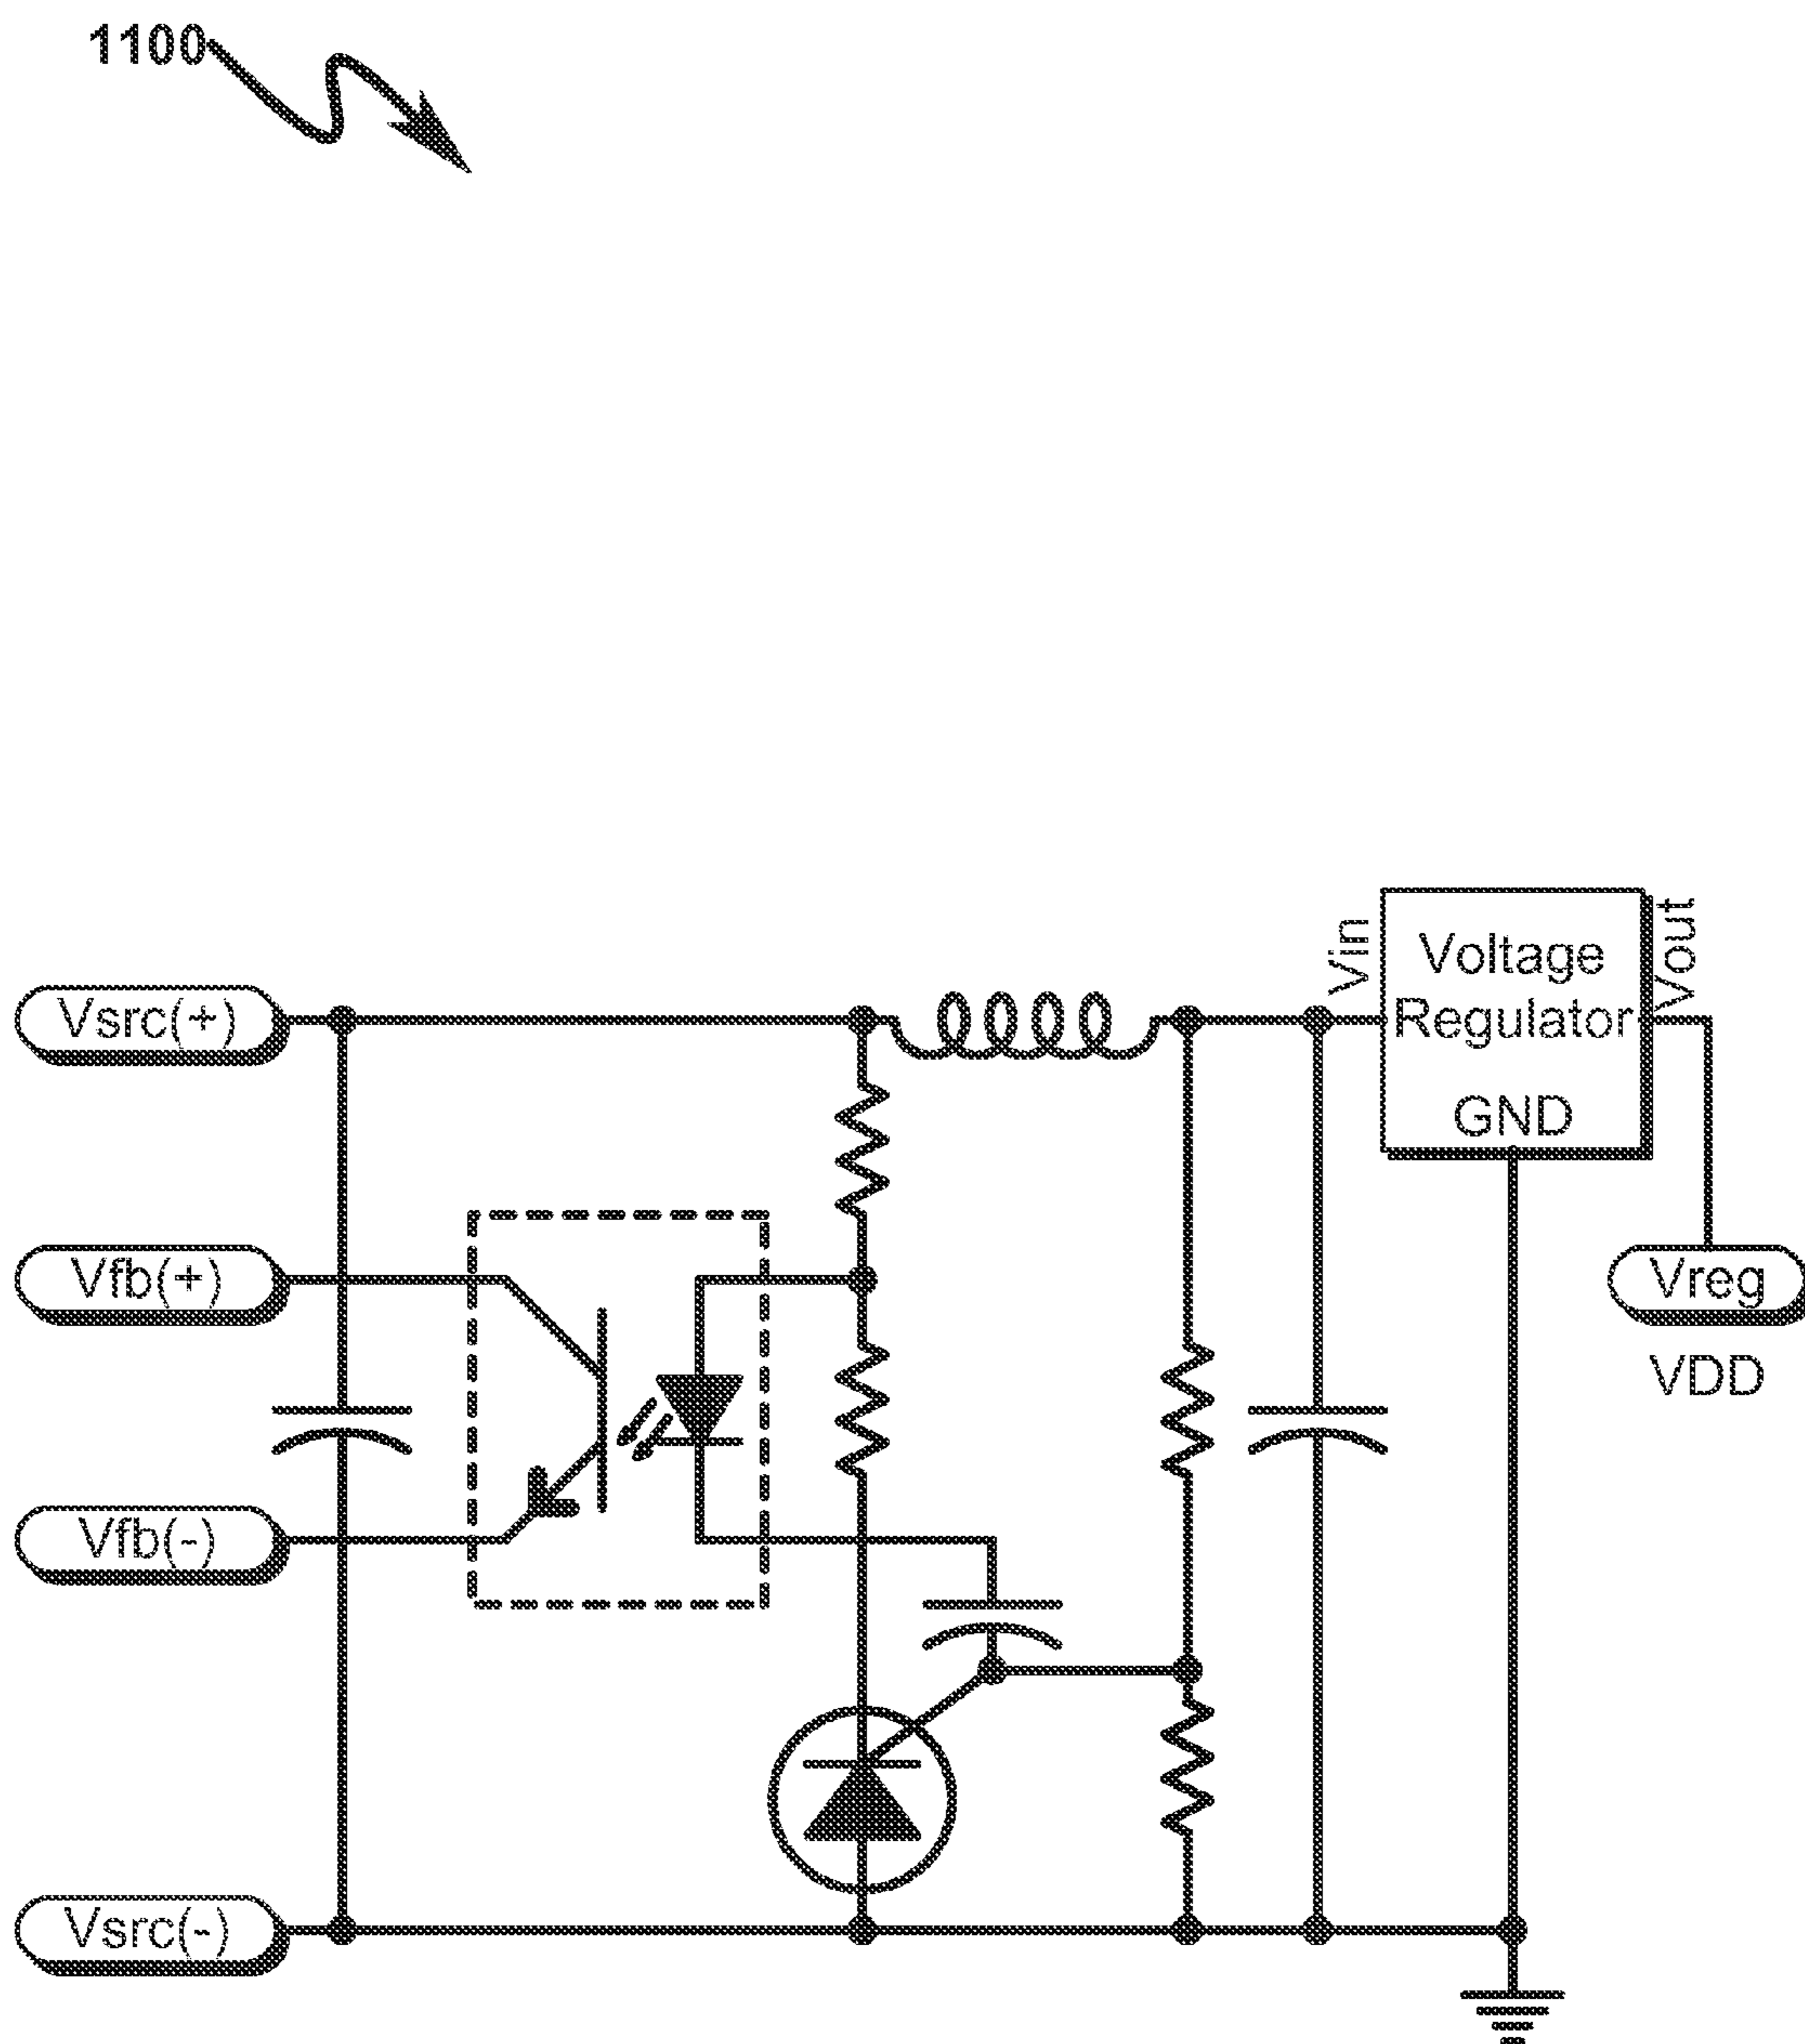 1100
Vsrc(+)
Vin
Voltage
Regulator
GND
Vout
Vfb(+)
Vreg
VDD
Vfb(-)
Vsrc(-)